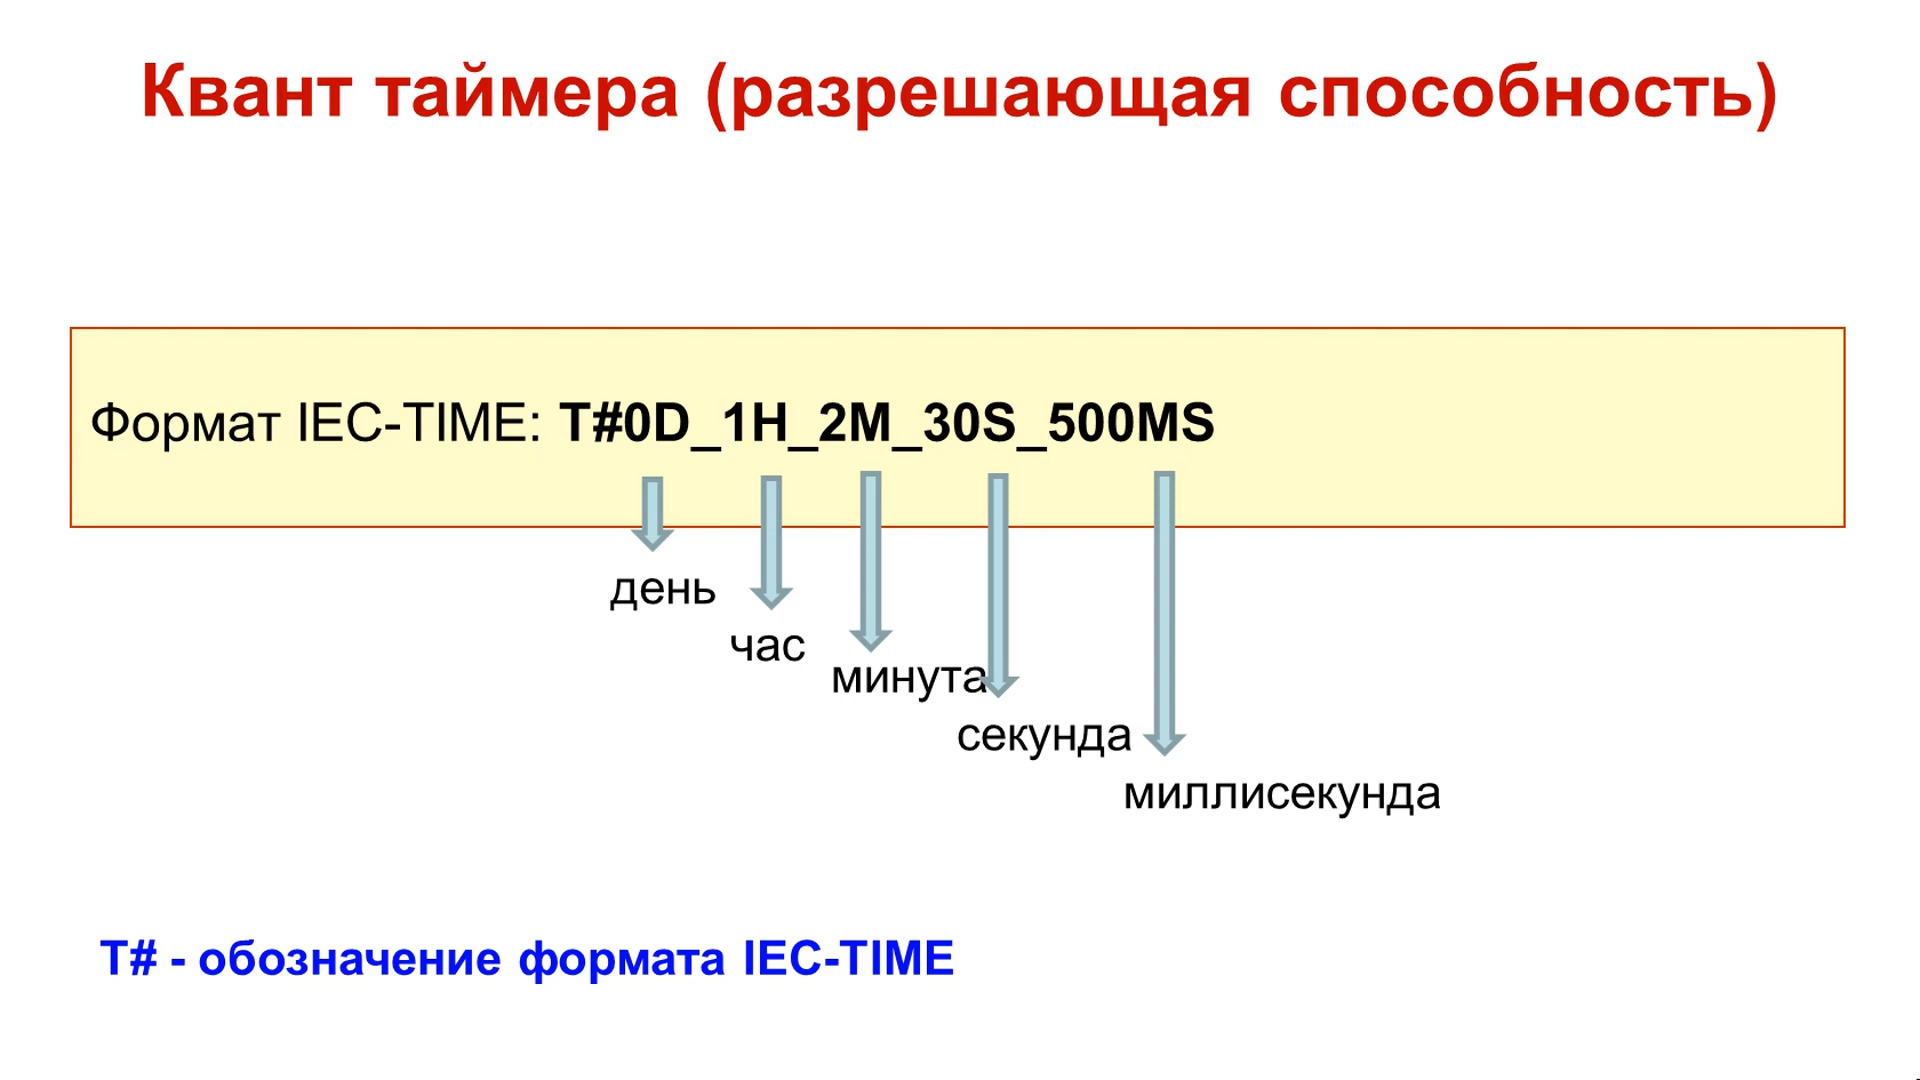 Квант таймера (разрешающая способность)
Формат IEC-TIME: T#0D_1H_2M_30S_500MS
день
час
минута
секунда
миллисекунда
T# - обозначение формата IEC-TIME